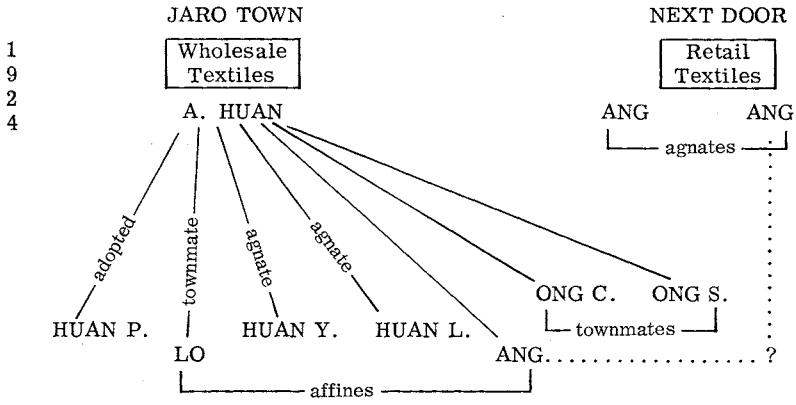 JARO TOWN NEXT DOOR
1
9
2
4
Wholesale
Textiles
Retail
Textiles
A. HUAN ANG ANG
agnates
adopted
townmate
agnate
agnate
ONG C. ONG S.
HUAN P. HUAN Y. HUAN L. townmates
LO ANG ?
affines